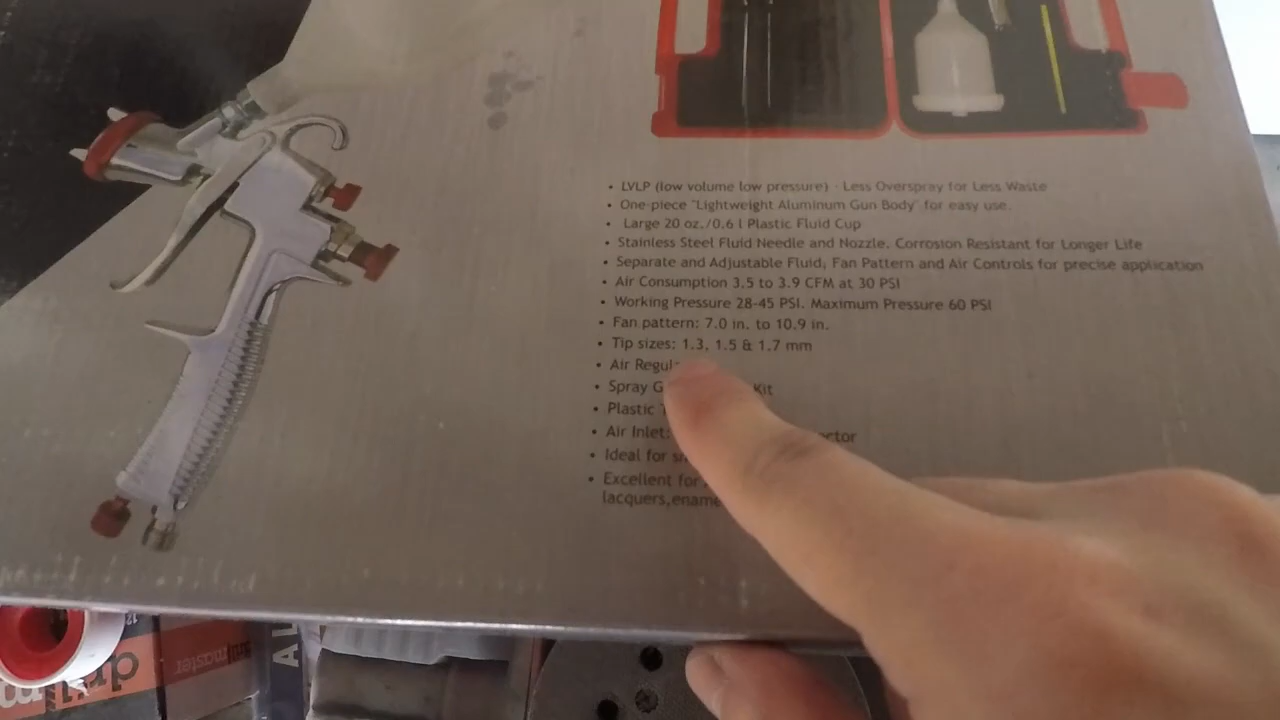 • LVLP (low volume low pressure) - Less Overspray for Less Waste
• One-piece "Lightweight Aluminum Gun Body" for easy use.
• Large 20 oz./0.6 l Plastic Fluid Cup
• Stainless Steel Fluid Needle and Nozzle. Corrosion Resistant for Longer Life
• Separate and Adjustable Fluid, Fan Pattern and Air Controls for precise application
• Air Consumption 3.5 to 3.9 CFM at 30 PSI
• Working Pressure 28-45 PSI. Maximum Pressure 60 PSI
• Fan pattern: 7.0 in. to 10.9 in.
• Tip sizes: 1.3, 1.5 & 1.7 mm
• Air
• Spray Kit
• Plastic
• Air Inlet:
• Ideal for
• Excellent for
lacquers,
master